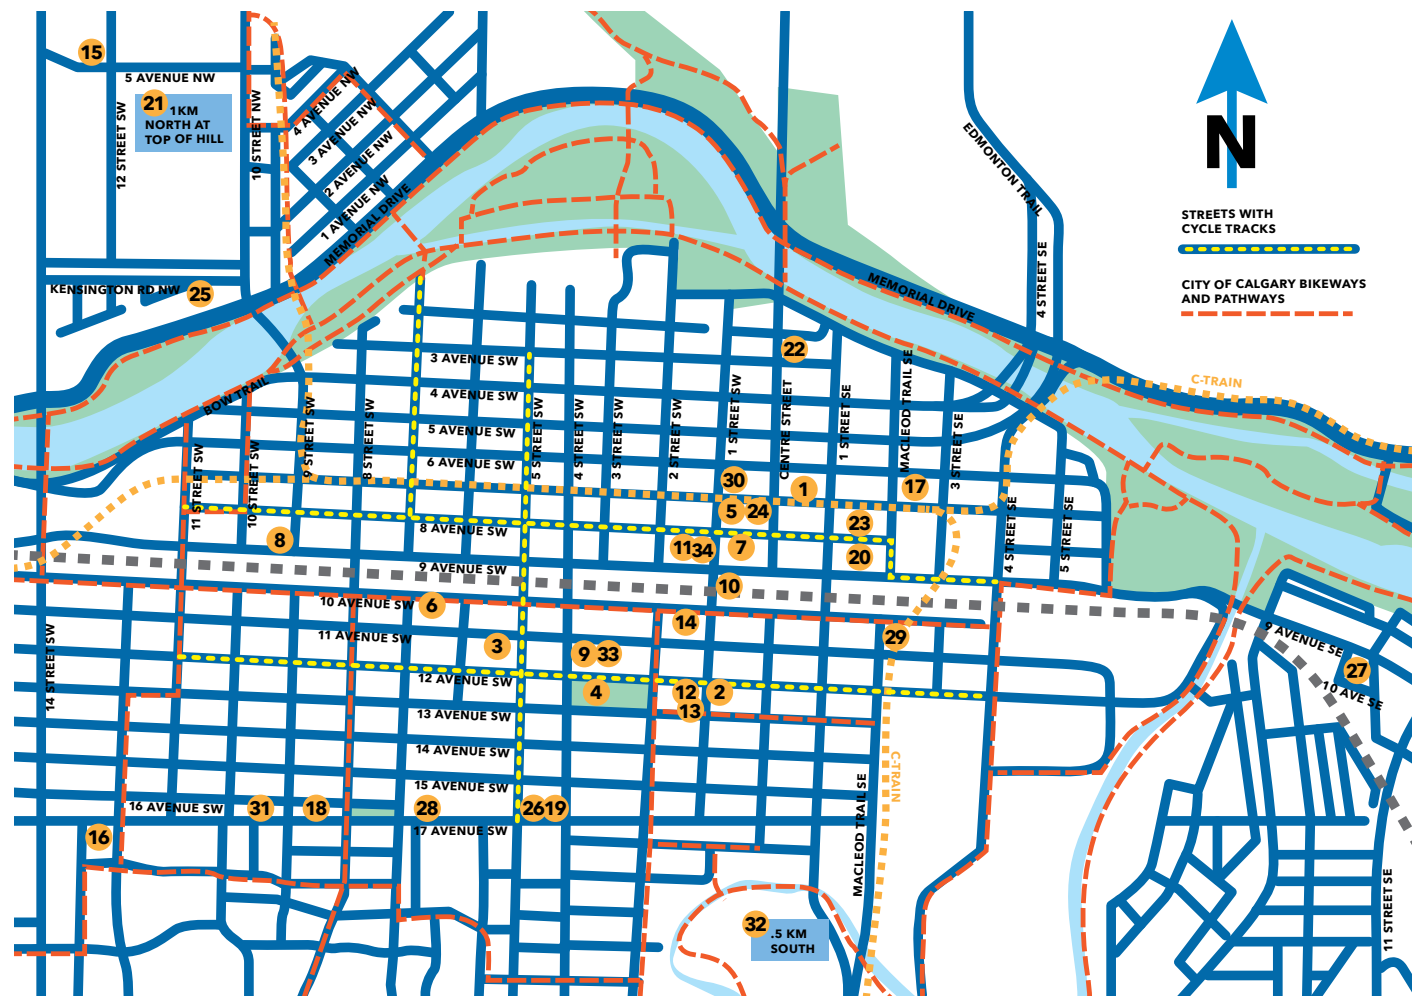 15
5 AVENUE NW
21 1KM
NORTH AT
TOP OF HILL
12 STREET SW
10 STREET NW
4 AVENUE NW
3 AVENUE NW
2 AVENUE NW
1 AVENUE NW
MEMORIAL DRIVE
KENSINGTON RD NW
25
EDMONTON TRAIL
4 STREET SE
MEMORIAL DRIVE
N
STREETS WITH
CYCLE TRACKS
CITY OF CALGARY BIKEWAYS
AND PATHWAYS
C-TRAIN
22
BOW TRAIL
3 AVENUE SW
4 AVENUE SW
5 AVENUE SW
6 AVENUE SW
11 STREET SW
10 STREET SW
9 STREET SW
8 STREET SW
5 STREET SW
4 STREET SW
3 STREET SW
2 STREET SW
1 STREET SW
CENTRE STREET
1 STREET SE
MACLEOD TRAIL SE
3 STREET SE
4 STREET SE
5 STREET SE
30
1
17
5
24
23
8
8 AVENUE SW
11
34
7
20
9 AVENUE SW
10
10 AVENUE SW
6
14
29
11 AVENUE SW
3
9
33
9 AVENUE SE
27
10 AVE SE
14 STREET SW
12 AVENUE SW
4
12
2
13
13 AVENUE SW
14 AVENUE SW
15 AVENUE SW
C-TRAIN
MACLEOD TRAIL SE
16 AVENUE SW
31
18
28
26
19
17 AVENUE SW
16
11 STREET SE
32
.5 KM
SOUTH